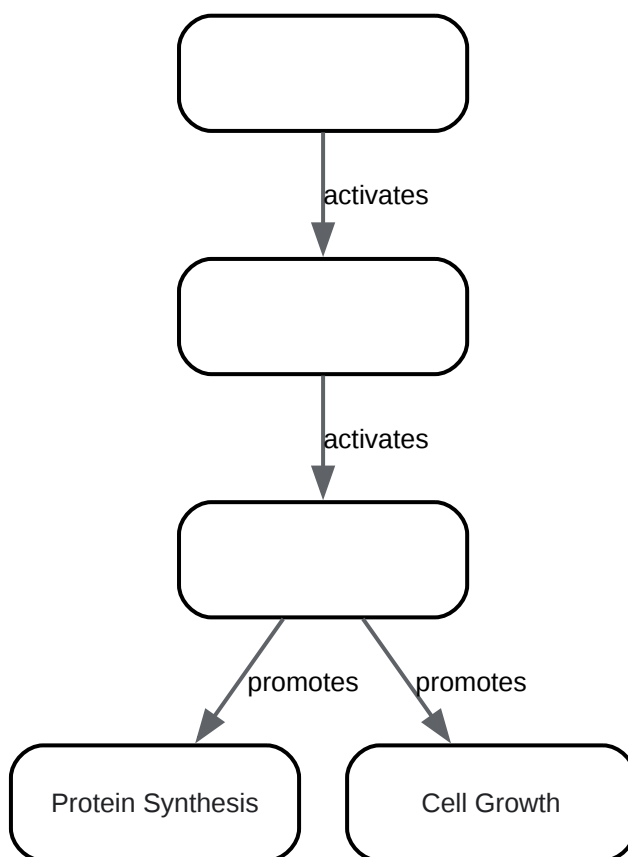 activates
activates
promotes
promotes
Protein Synthesis
Cell Growth